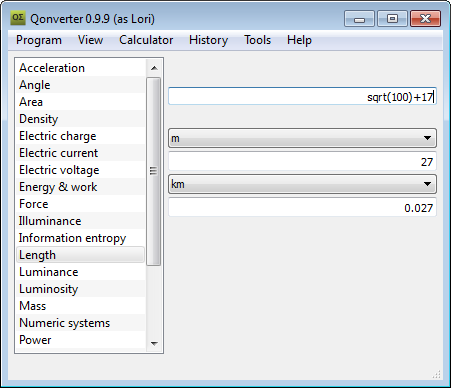 QΣ Qonverter 0.9.9 (as Lori)
Program View Calculator History Tools Help
Acceleration
Angle
Area
Density
Electric charge
Electric current
Electric voltage
Energy & work
Force
Illuminance
Information entropy
Length
Luminance
Luminosity
Mass
Numeric systems
Power
sqrt(100)+17
m
27
km
0.027